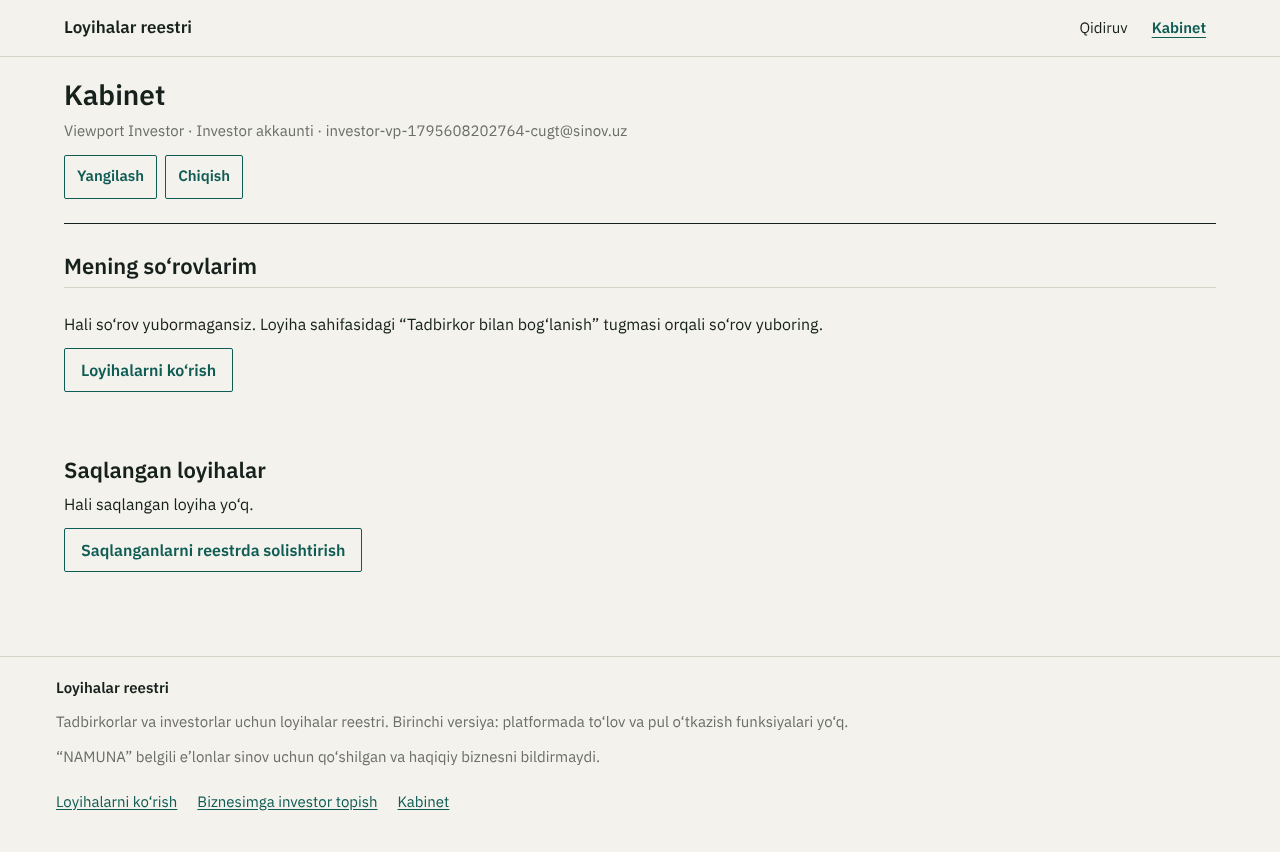 Loyihalar reestri
Qidiruv Kabinet
Kabinet
Viewport Investor · Investor akkaunti · investor-vp-1795608202764-cugt@sinov.uz
Yangilash Chiqish
Mening so‘rovlarim
Hali so‘rov yubormagansiz. Loyiha sahifasidagi “Tadbirkor bilan bog‘lanish” tugmasi orqali so‘rov yuboring.
Loyihalarni ko‘rish
Saqlangan loyihalar
Hali saqlangan loyiha yo‘q.
Saqlanganlarni reestrda solishtirish
Loyihalar reestri
Tadbirkorlar va investorlar uchun loyihalar reestri. Birinchi versiya: platformada to‘lov va pul o‘tkazish funksiyalari yo‘q.
“NAMUNA” belgili e’lonlar sinov uchun qo‘shilgan va haqiqiy biznesni bildirmaydi.
Loyihalarni ko‘rish Biznesimga investor topish Kabinet